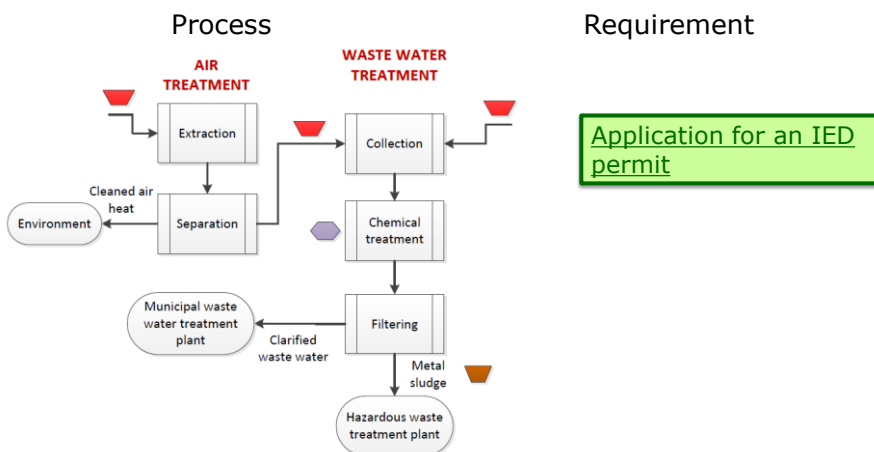 Process
Requirement
AIR
TREATMENT
WASTE WATER
TREATMENT
Extraction
Collection
Application for an IED
permit
Cleaned air
heat
Environment
Separation
Chemical
treatment
Municipal waste
water treatment
plant
Clarified
waste water
Filtering
Metal
sludge
Hazardous waste
treatment plant